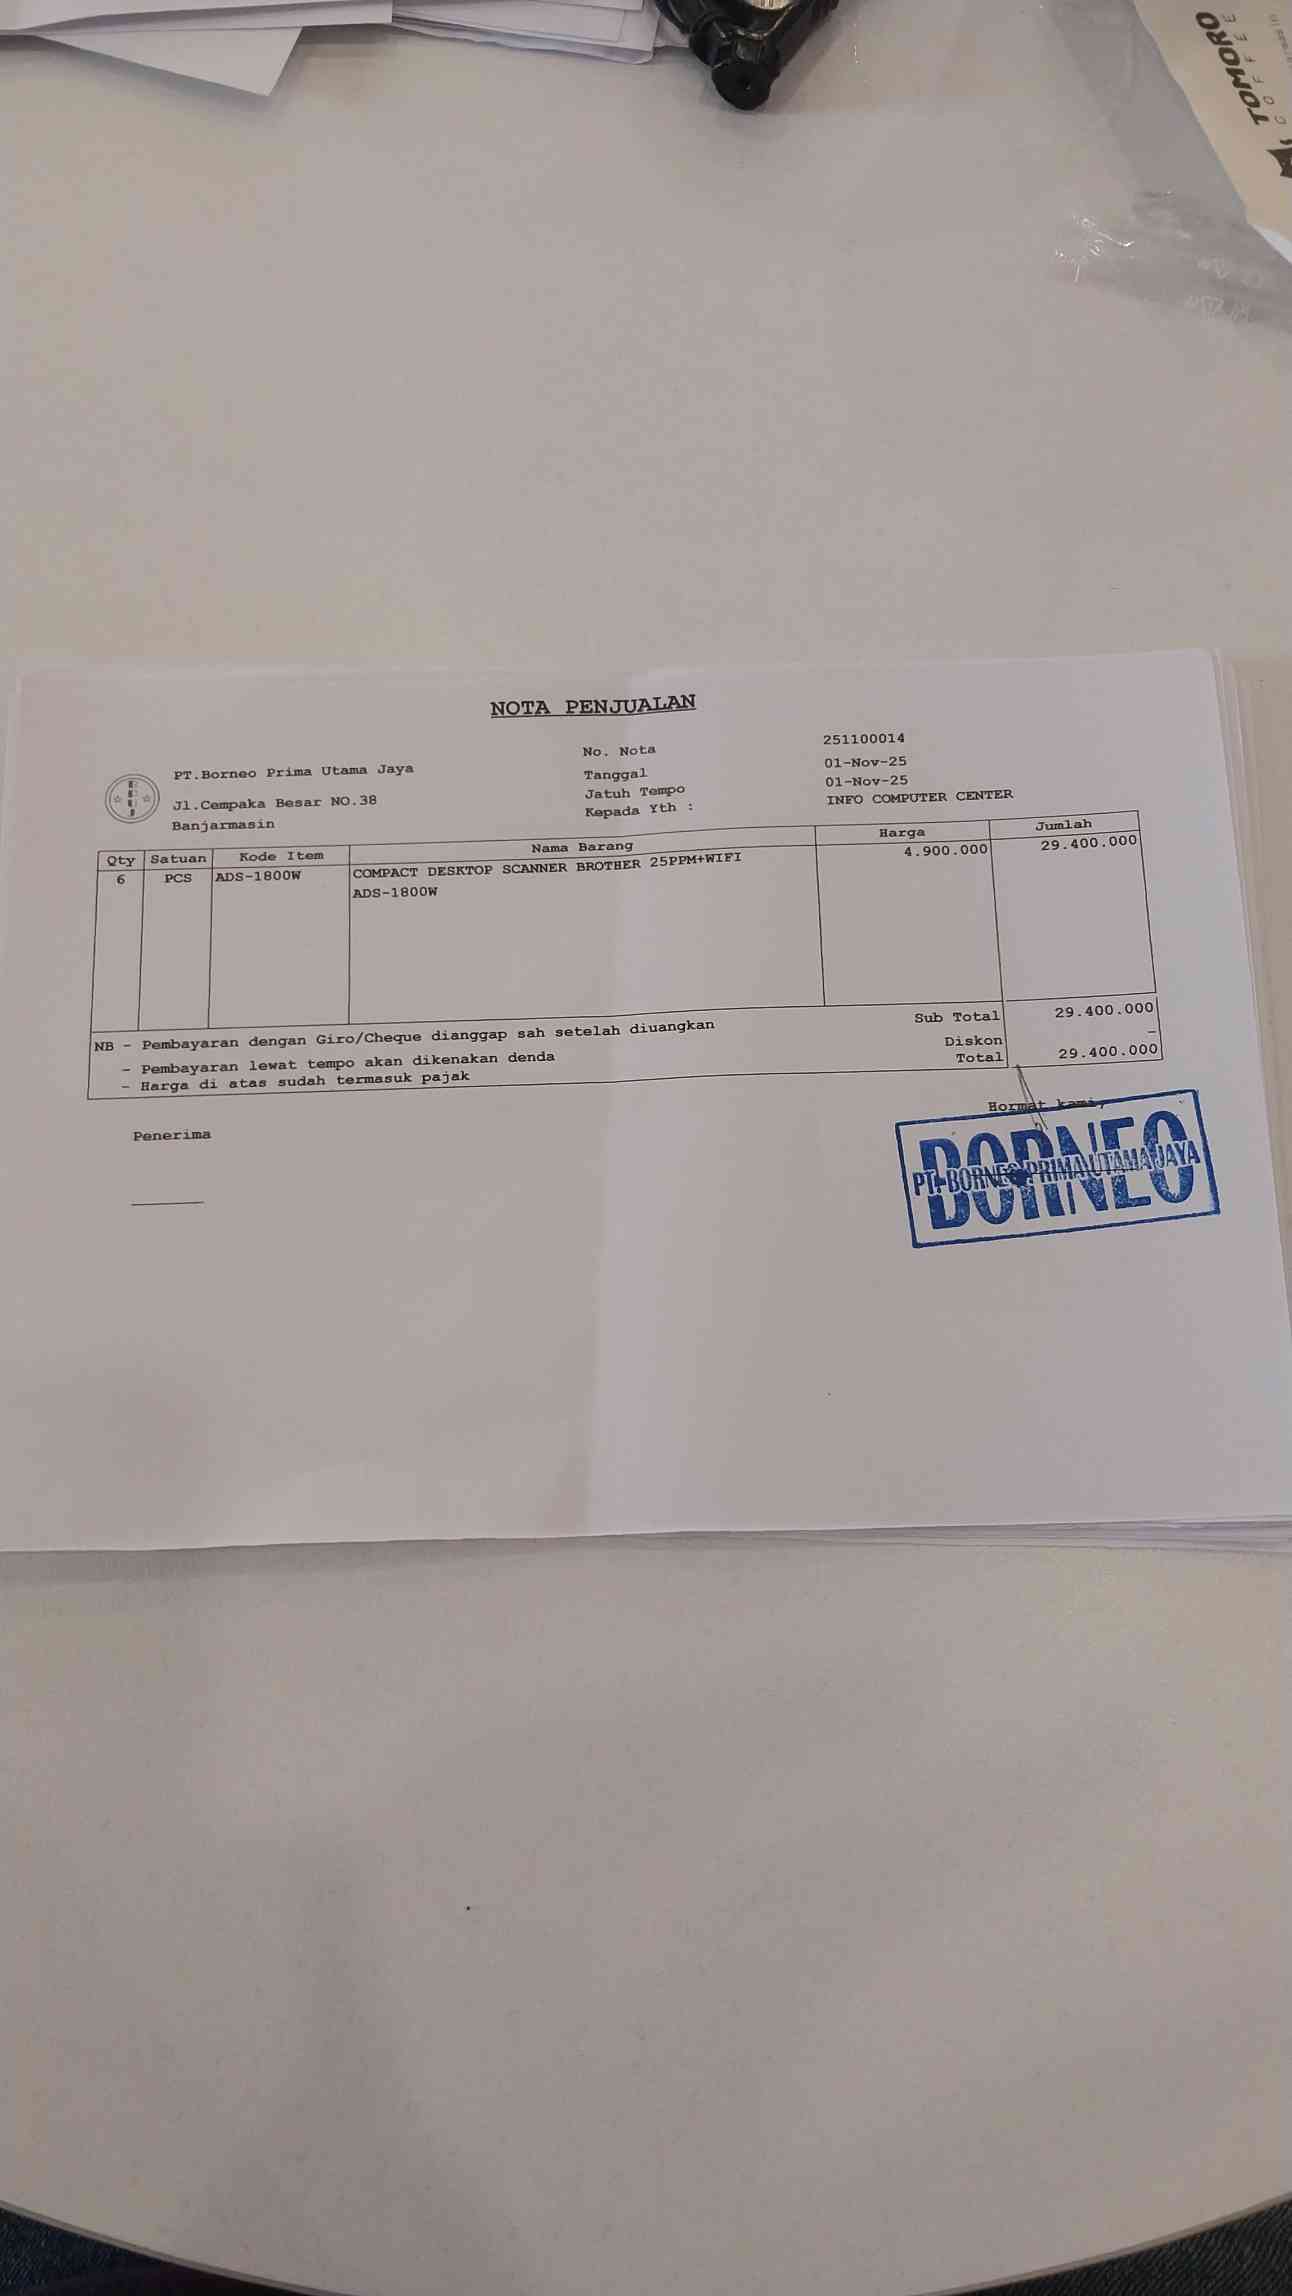 TOMORO
COFFEE
NOTA PENJUALAN
PT.Borneo Prima Utama Jaya
Jl.Cempaka Besar NO.38
Banjarmasin
No. Nota 251100014
Tanggal 01-Nov-25
Jatuh Tempo 01-Nov-25
Kepada Yth : INFO COMPUTER CENTER
Qty Satuan Kode Item Nama Barang Harga Jumlah
6 PCS ADS-1800W COMPACT DESKTOP SCANNER BROTHER 25PPM+WIFI 4.900.000 29.400.000
ADS-1800W
NB - Pembayaran dengan Giro/Cheque dianggap sah setelah diuangkan Sub Total 29.400.000
- Pembayaran lewat tempo akan dikenakan denda Diskon -
- Harga di atas sudah termasuk pajak Total 29.400.000
Penerima
Hormat kami,
BORNEO
PT. BORNEO PRIMA UTAMA JAYA